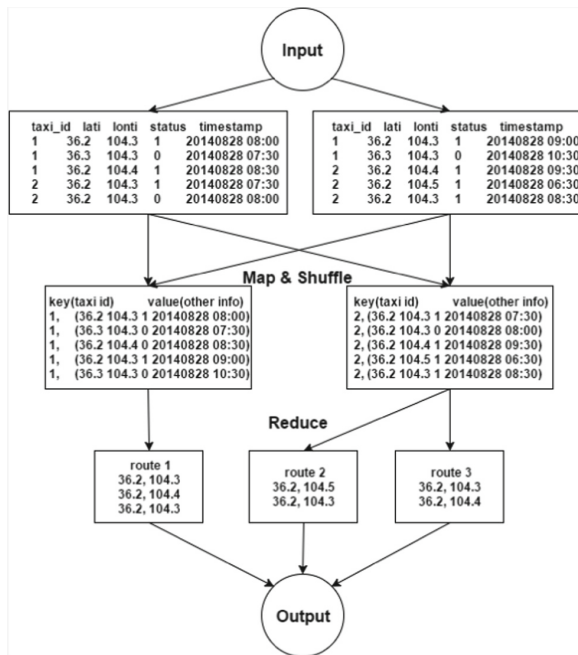 Input
taxi_id lati lonti status timestamp
1 36.2 104.3 1 20140828 08:00
1 36.3 104.3 0 20140828 07:30
1 36.2 104.4 1 20140828 08:30
2 36.2 104.3 1 20140828 07:30
2 36.2 104.3 0 20140828 08:00
taxi_id lati lonti status timestamp
1 36.2 104.3 1 20140828 09:00
1 36.3 104.3 0 20140828 10:30
2 36.2 104.4 1 20140828 09:30
2 36.2 104.5 1 20140828 06:30
2 36.2 104.3 1 20140828 08:30
Map & Shuffle
key(taxi id) value(other info)
1, (36.2 104.3 1 20140828 08:00)
1, (36.3 104.3 0 20140828 07:30)
1, (36.2 104.4 0 20140828 08:30)
1, (36.2 104.3 1 20140828 09:00)
1, (36.3 104.3 0 20140828 10:30)
key(taxi id) value(other info)
2, (36.2 104.3 1 20140828 07:30)
2, (36.2 104.3 0 20140828 08:00)
2, (36.2 104.4 1 20140828 09:30)
2, (36.2 104.5 1 20140828 06:30)
2, (36.2 104.3 1 20140828 08:30)
Reduce
route 1
36.2, 104.3
36.2, 104.4
36.2, 104.3
route 2
36.2, 104.5
36.2, 104.3
route 3
36.2, 104.3
36.2, 104.4
Output